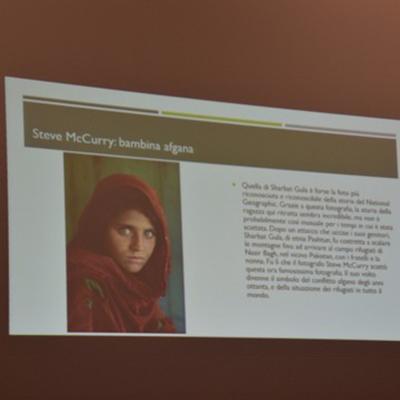 Steve McCurry: bambina afgana
Quella di Sharbat Gula è forse la foto più
riconosciuta e riconoscibile della storia del National
Geographic. Grazie a questa fotografia, la storia della
ragazza qui ritratta sembra incredibile, ma non è
probabilmente così inusuale per i tempi in cui è stata
scattata. Dopo un attacco che uccise i suoi genitori,
Sharbat Gula, di etnia Pashtun, fu costretta a scalare
le montagne fino ad arrivare al campo rifugiati di
Nasir Bagh, nel vicino Pakistan, con i fratelli e la
nonna. Fu lì che il fotografo Steve McCurry scattò
questa ora famosissima fotografia. Il suo volto
divenne il simbolo del conflitto afgano degli anni
ottanta, e della situazione dei rifugiati in tutto il
mondo.